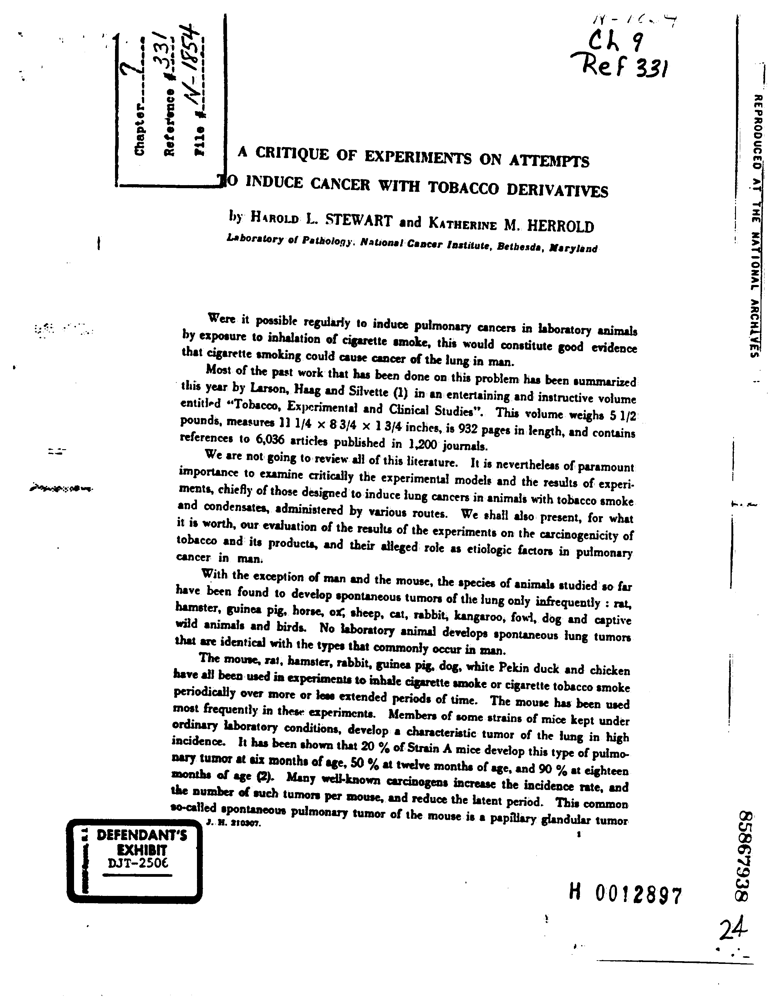 Ch 9
Ref 331
Chapter 9
Reference # 331
File # N-1854
REPRODUCED AT THE NATIONAL ARCHIVES
A CRITIQUE OF EXPERIMENTS ON ATTEMPTS
TO INDUCE CANCER WITH TOBACCO DERIVATIVES
by HAROLD L. STEWART and KATHERINE M. HERROLD
Laboratory of Pathology, National Cancer Institute, Bethesda, Maryland
Were it possible regularly to induce pulmonary cancers in laboratory animals
by exposure to inhalation of cigarette smoke, this would constitute good evidence
that cigarette smoking could cause cancer of the lung in man.
Most of the past work that has been done on this problem has been summarized
this year by Larson, Haag and Silvette (1) in an entertaining and instructive volume
entitled "Tobacco, Experimental and Clinical Studies". This volume weighs 5 1/2
pounds, measures 11 1/4 × 8 3/4 × 1 3/4 inches, is 932 pages in length, and contains
references to 6,036 articles published in 1,200 journals.
We are not going to review all of this literature. It is nevertheless of paramount
importance to examine critically the experimental models and the results of experi-
ments, chiefly of those designed to induce lung cancers in animals with tobacco smoke
and condensates, administered by various routes. We shall also present, for what
it is worth, our evaluation of the results of the experiments on the carcinogenicity of
tobacco and its products, and their alleged role as etiologic factors in pulmonary
cancer in man.
With the exception of man and the mouse, the species of animals studied so far
have been found to develop spontaneous tumors of the lung only infrequently : rat,
hamster, guinea pig, horse, ox, sheep, cat, rabbit, kangaroo, fowl, dog and captive
wild animals and birds. No laboratory animal develops spontaneous lung tumors
that are identical with the types that commonly occur in man.
The mouse, rat, hamster, rabbit, guinea pig, dog, white Pekin duck and chicken
have all been used in experiments to inhale cigarette smoke or cigarette tobacco smoke
periodically over more or less extended periods of time. The mouse has been used
most frequently in these experiments. Members of some strains of mice kept under
ordinary laboratory conditions, develop a characteristic tumor of the lung in high
incidence. It has been shown that 20 % of Strain A mice develop this type of pulmo-
nary tumor at six months of age, 50 % at twelve months of age, and 90 % at eighteen
months of age (2). Many well-known carcinogens increase the incidence rate, and
the number of such tumors per mouse, and reduce the latent period. This common
so-called spontaneous pulmonary tumor of the mouse is a papillary glandular tumor
J. H. 210307.
1
DEFENDANT'S
EXHIBIT
DJT-2506
H 0012897
85867938
24